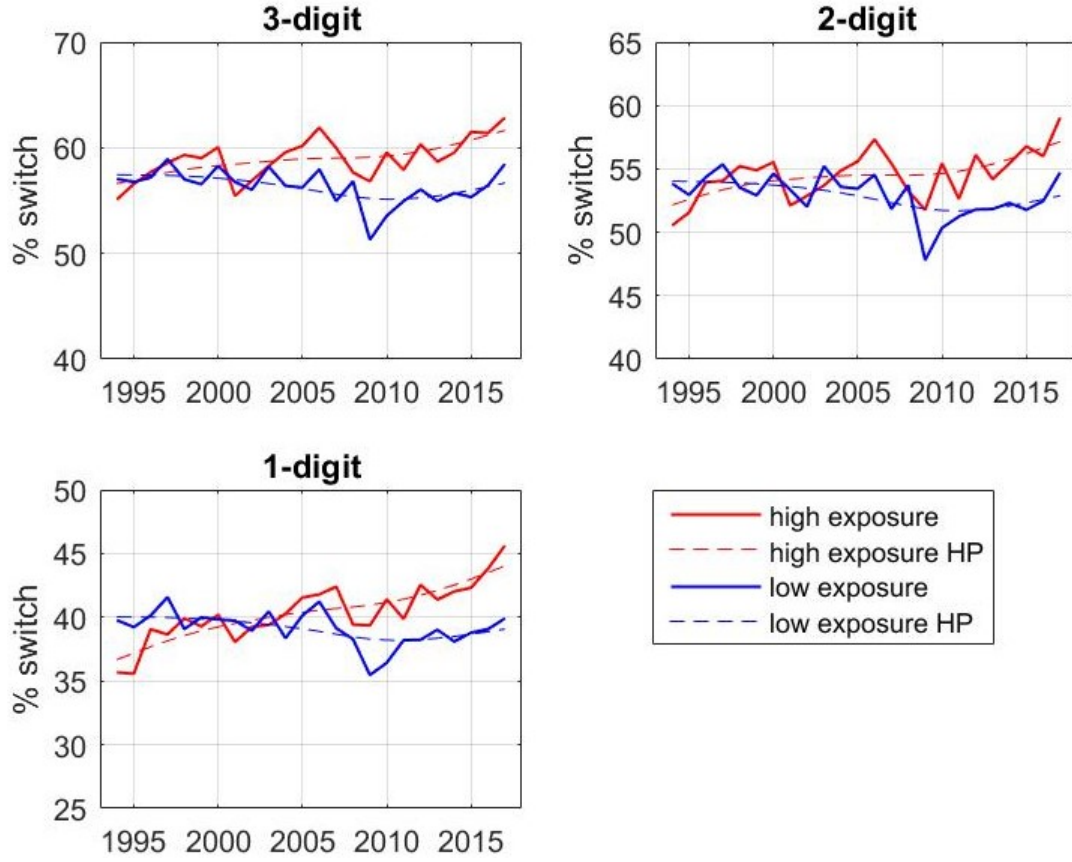 3-digit
70
60
50
40
% switch
1995 2000 2005 2010 2015
2-digit
65
60
55
50
45
40
% switch
1995 2000 2005 2010 2015
1-digit
50
45
40
35
30
25
% switch
1995 2000 2005 2010 2015
high exposure
high exposure HP
low exposure
low exposure HP